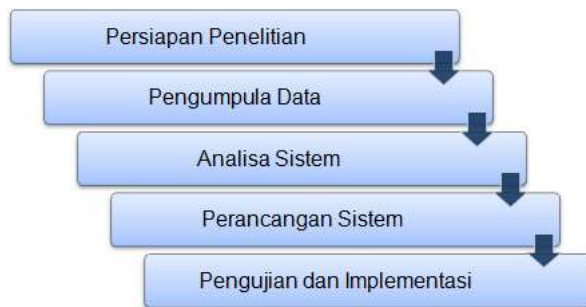 Persiapan Penelitian
Pengumpula Data
Analisa Sistem
Perancangan Sistem
Pengujian dan Implementasi